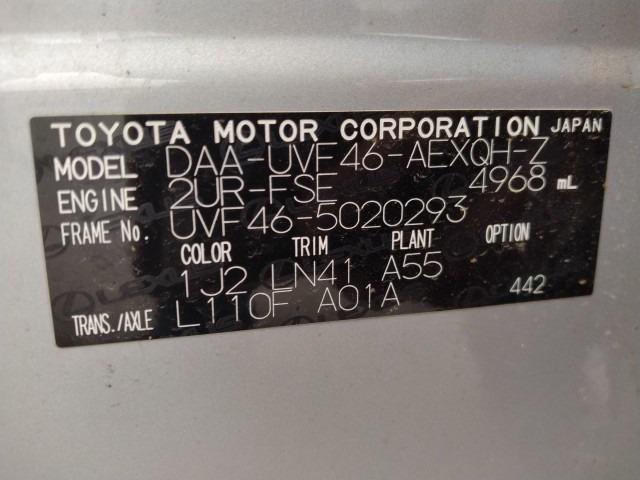 TOYOTA MOTOR CORPORATION JAPAN
MODEL DAA-UVF46-AEXQH-Z
ENGINE 2UR-FSE 4968 mL
FRAME No. UVF46-5020293
COLOR TRIM PLANT OPTION
1J2 LN41 A55
442
TRANS./AXLE L110F A01A